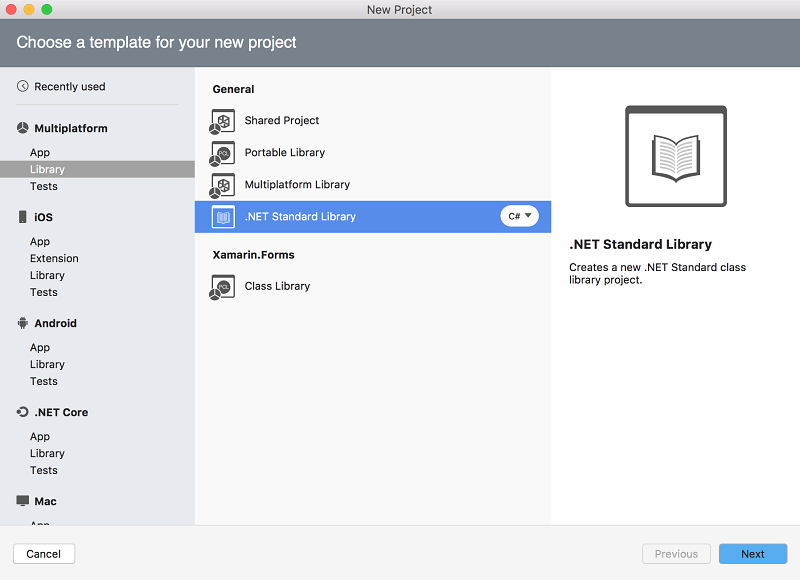 New Project
Choose a template for your new project
Recently used
Multiplatform
App
Library
Tests
iOS
App
Extension
Library
Tests
Android
App
Library
Tests
.NET Core
App
Library
Tests
Mac
App
General
Shared Project
PCL
Portable Library
Multiplatform Library
.NET Standard Library
C#
Xamarin.Forms
PCL
Class Library
.NET Standard Library
Creates a new .NET Standard class
library project.
Cancel
Previous
Next